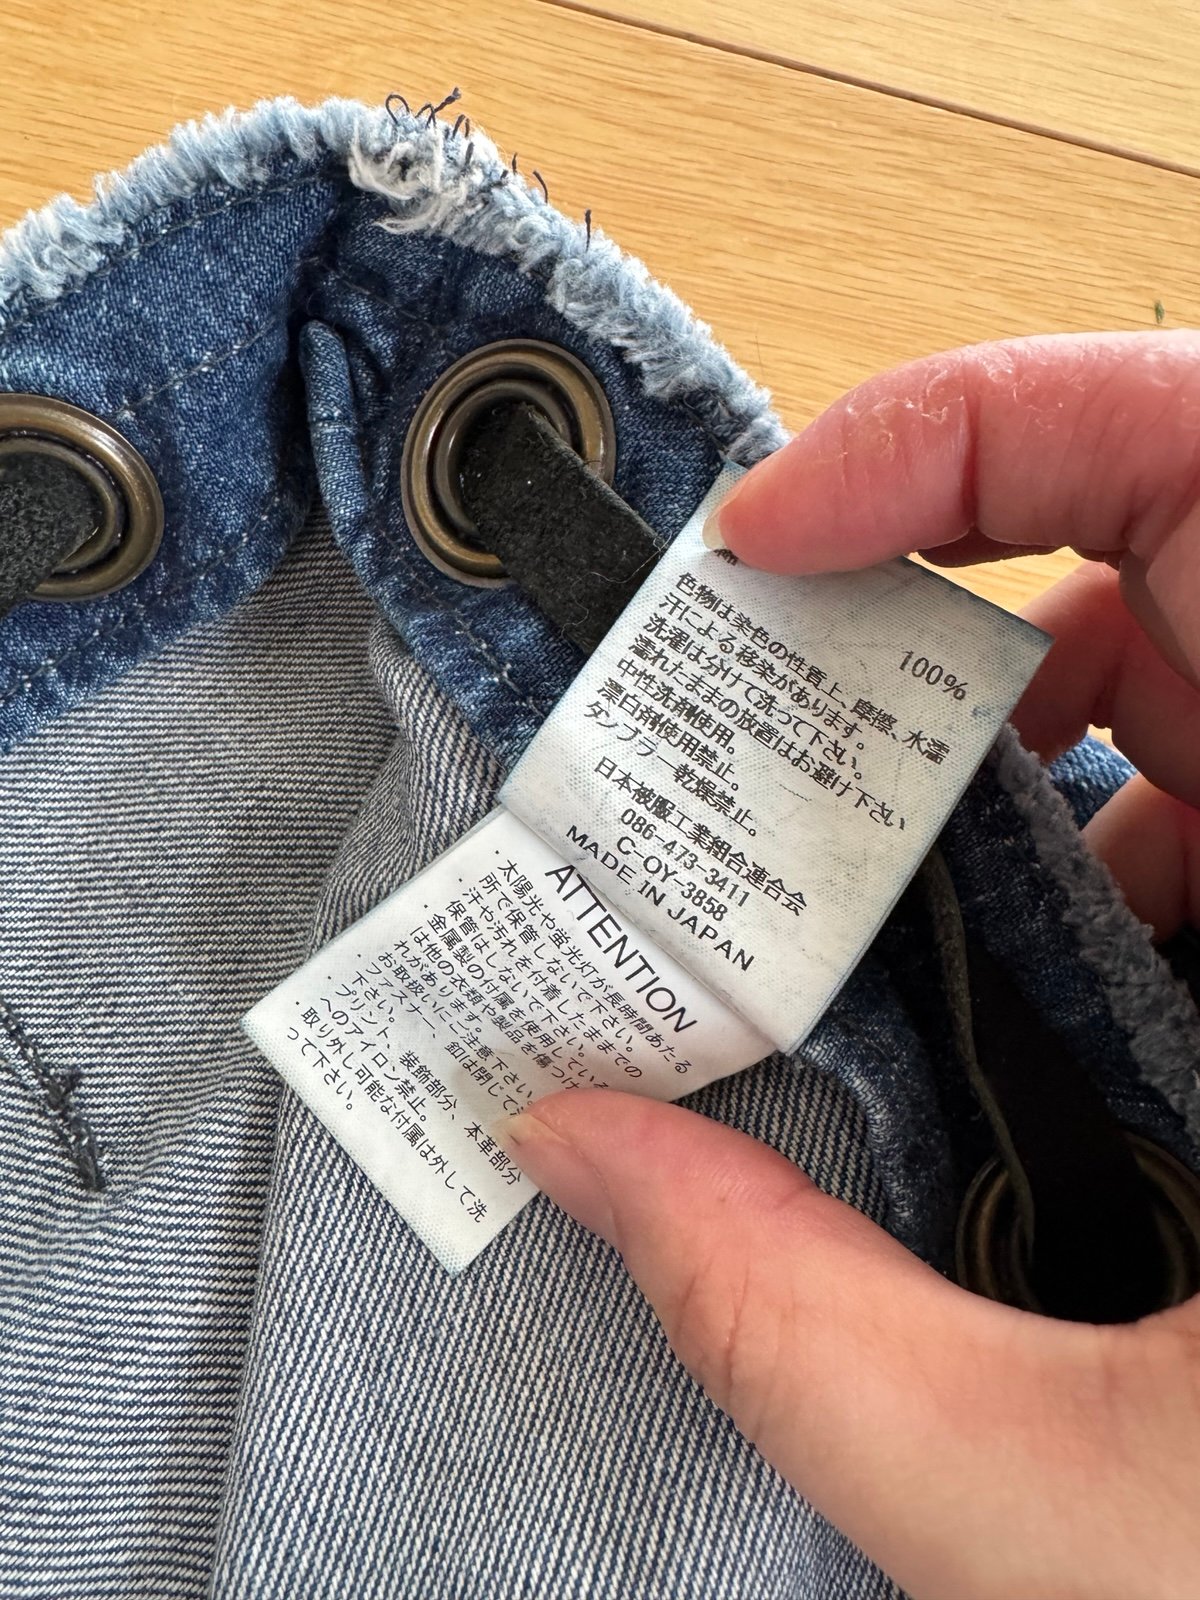 100%
色物は染色の性質上、摩擦、水濡
汗による移染があります。
洗濯は分けて洗って下さい。
濡れたままの放置はお避け下さい
中性洗剤使用。
漂白剤使用禁止。
タンブラー乾燥禁止。
日本被服工業組合連合会
086-473-3411
C-OY-3858
MADE IN JAPAN
ATTENTION
・太陽光や蛍光灯が長時間あたる
所で保管しないで下さい。
・汗や汚れを付着したままでの
保管はしないで下さい。
・金属製の付属を使用している
は他の衣類や製品を傷つけ
れがあります。
お取扱いにご注意下さい。
・ファスナー、釦は閉じて
下さい。
・プリント、装飾部分、本革部分
へのアイロン禁止。
・取り外し可能な付属は外して洗
って下さい。